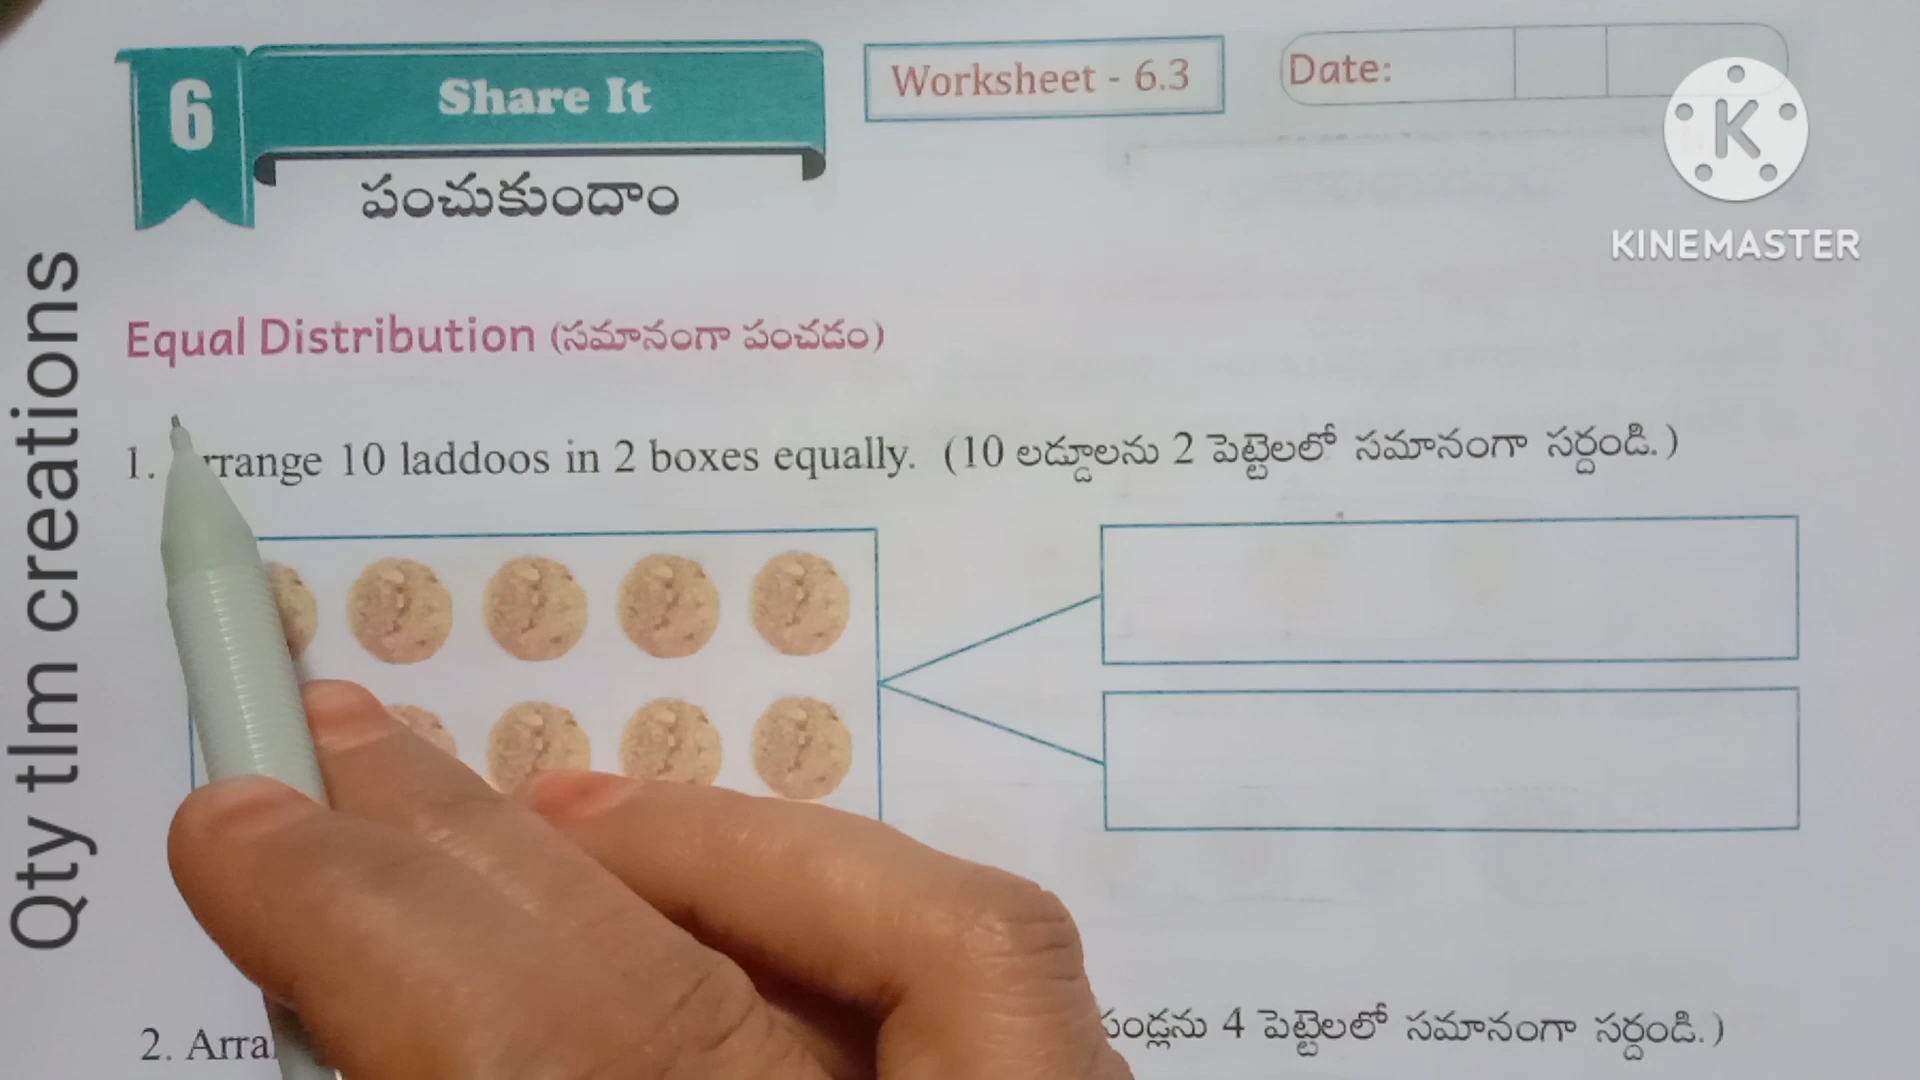 6
Share It
Worksheet - 6.3
Date:
K
KINEMASTER
పంచుకుందాం
Equal Distribution (సమానంగా పంచడం)
1. rrange 10 laddoos in 2 boxes equally. (10 లడ్డూలను 2 పెట్టెలలో సమానంగా సర్దండి.)
2. Arra
4 పెట్టెలలో సమానంగా సర్దండి.)
Qty tlm creations